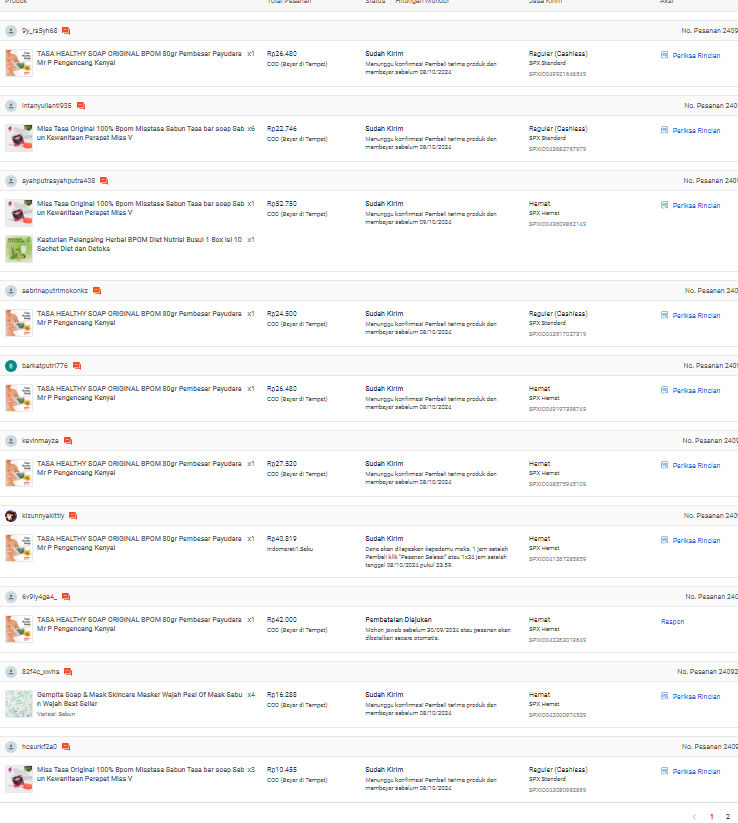 Produk Total Pesanan Status Hitungan Mundur Jasa Kirim Aksi
9y_ra5yh68 No. Pesanan 2409
TASA HEALTHY SOAP ORIGINAL BPOM 80gr Pembesar Payudara x1 Rp26.480 Sudah Kirim Reguler (Cashless) Periksa Rincian
Mr P Pengencang Kenyal COD (Bayar di Tempat) Menunggu konfirmasi Pembeli terima produk dan SPX Standard
membayar sebelum 08/10/2024
intanyulianti935 No. Pesanan 240
Miss Tasa Original 100% Bpom Misstasa Sabun Tasa bar soap Sab x6 Rp22.746 Sudah Kirim Reguler (Cashless) Periksa Rincian
un Kewanitaan Perapat Miss V COD (Bayar di Tempat) Menunggu konfirmasi Pembeli terima produk dan SPX Standard
membayar sebelum 08/10/2024
syahputrasyahputra408 No. Pesanan 240
Miss Tasa Original 100% Bpom Misstasa Sabun Tasa bar soap Sab x1 Rp52.750 Sudah Kirim Hemat Periksa Rincian
un Kewanitaan Perapat Miss V COD (Bayar di Tempat) Menunggu konfirmasi Pembeli terima produk dan SPX Hemat
membayar sebelum 09/10/2024
Kasturian Pelangsing Herbal BPOM Diet Nutrisi Busui 1 Box Isi 10 x1
Sachet Diet dan Detoks
sabrinaputrimokonkz No. Pesanan 240
TASA HEALTHY SOAP ORIGINAL BPOM 80gr Pembesar Payudara x1 Rp24.500 Sudah Kirim Reguler (Cashless) Periksa Rincian
Mr P Pengencang Kenyal COD (Bayar di Tempat) Menunggu konfirmasi Pembeli terima produk dan SPX Standard
membayar sebelum 08/10/2024
barkatputri776 No. Pesanan 240
TASA HEALTHY SOAP ORIGINAL BPOM 80gr Pembesar Payudara x1 Rp26.480 Sudah Kirim Hemat Periksa Rincian
Mr P Pengencang Kenyal COD (Bayar di Tempat) Menunggu konfirmasi Pembeli terima produk dan SPX Hemat
membayar sebelum 08/10/2024
kavinmayza No. Pesanan 2409
TASA HEALTHY SOAP ORIGINAL BPOM 80gr Pembesar Payudara x1 Rp27.520 Sudah Kirim Hemat Periksa Rincian
Mr P Pengencang Kenyal COD (Bayar di Tempat) Menunggu konfirmasi Pembeli terima produk dan SPX Hemat
membayar sebelum 08/10/2024
kizunnyakittiy No. Pesanan 240
TASA HEALTHY SOAP ORIGINAL BPOM 80gr Pembesar Payudara x1 Rp40.819 Sudah Kirim Hemat Periksa Rincian
Mr P Pengencang Kenyal Indomaret/i.Saku Dana akan dilepaskan kepadamu maks. 1 jam setelah SPX Hemat
Pembeli klik "Pesanan Selesai" atau 1x24 jam setelah
tanggal 08/10/2024 pukul 23.59.
6v9ly4ga4_ No. Pesanan 240
TASA HEALTHY SOAP ORIGINAL BPOM 80gr Pembesar Payudara x1 Rp42.000 Pembatalan Diajukan Hemat Respon
Mr P Pengencang Kenyal COD (Bayar di Tempat) Mohon jawab sebelum 30/09/2024 atau pesanan akan SPX Hemat
dibatalkan secara otomatis.
82f4c_xwhs No. Pesanan 24092
Gempita Soap & Mask Skincare Masker Wajah Peel Of Mask Sabu x4 Rp16.288 Sudah Kirim Hemat Periksa Rincian
n Wajah Best Seller COD (Bayar di Tempat) Menunggu konfirmasi Pembeli terima produk dan SPX Hemat
Variasi: Sabun membayar sebelum 08/10/2024
hcsurkf2a0 No. Pesanan 2409
Miss Tasa Original 100% Bpom Misstasa Sabun Tasa bar soap Sab x3 Rp10.455 Sudah Kirim Reguler (Cashless) Periksa Rincian
un Kewanitaan Perapat Miss V COD (Bayar di Tempat) Menunggu konfirmasi Pembeli terima produk dan SPX Standard
membayar sebelum 08/10/2024
1 2